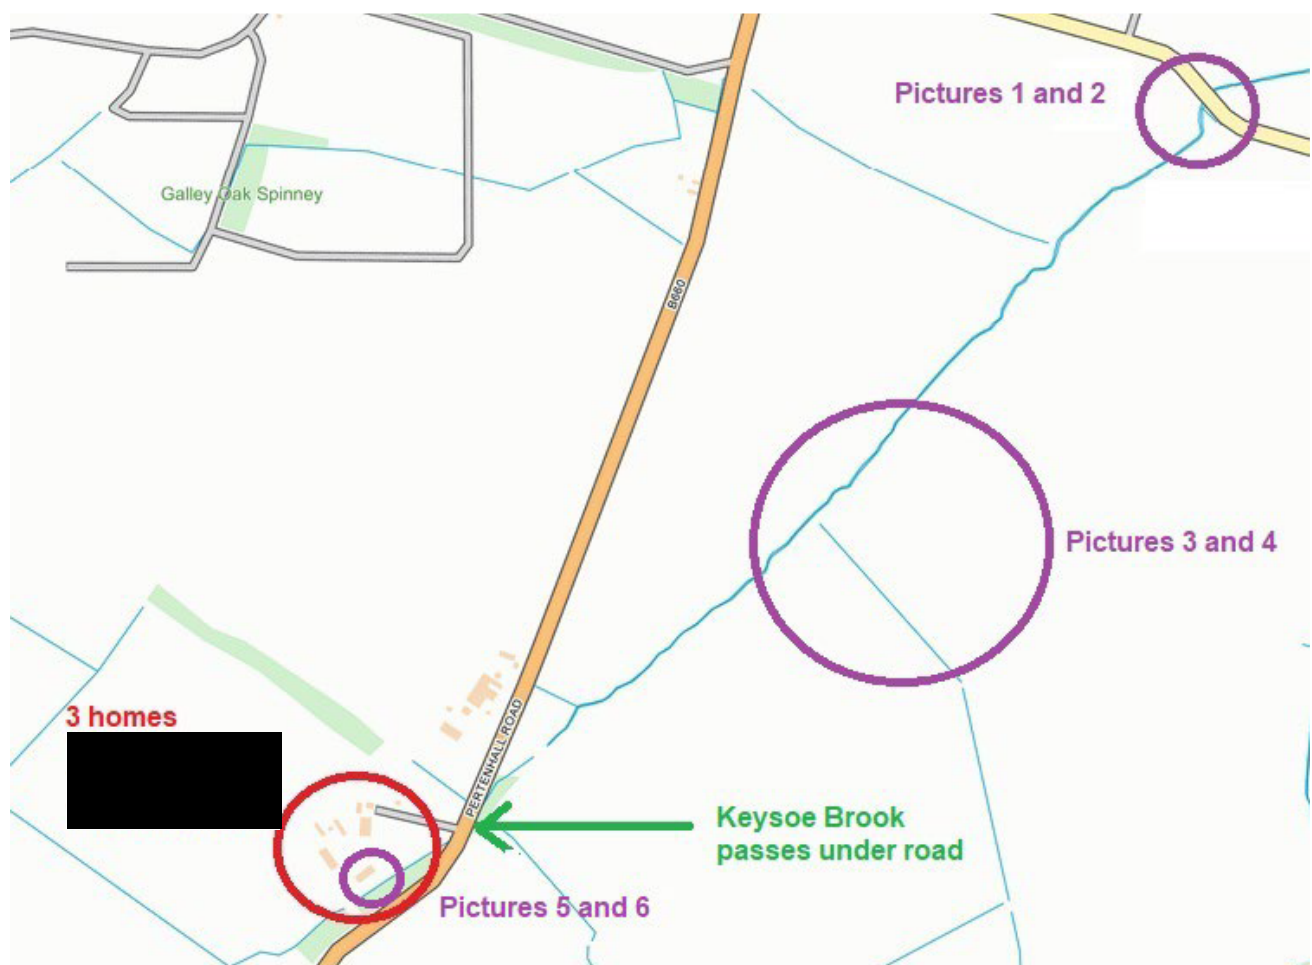 Pictures 1 and 2
Galley Oak Spinney
B660
Pictures 3 and 4
3 homes
PERTENHALL ROAD
Keysoe Brook
passes under road
Pictures 5 and 6